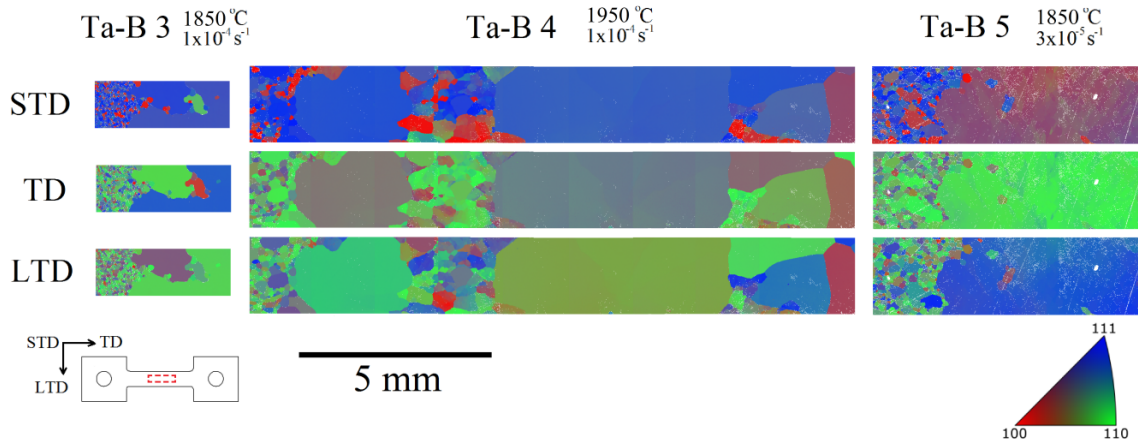 Ta-B 3 1850 °C
1x10⁻⁴ s⁻¹
Ta-B 4 1950 °C
1x10⁻⁴ s⁻¹
Ta-B 5 1850 °C
3x10⁻⁵ s⁻¹
STD
TD
LTD
STD TD
LTD
5 mm
111
100 110